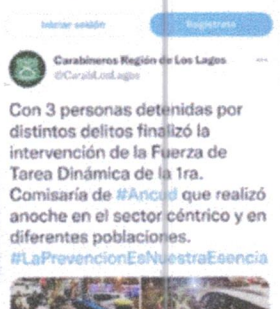 Iniciar sesión
Regístrate
Carabineros Región de Los Lagos
@CarabLosLagos
Con 3 personas detenidas por
distintos delitos finalizó la
intervención de la Fuerza de
Tarea Dinámica de la 1ra.
Comisaría de #Ancud que realizó
anoche en el sector céntrico y en
diferentes poblaciones.
#LaPrevencionEsNuestraEsencia